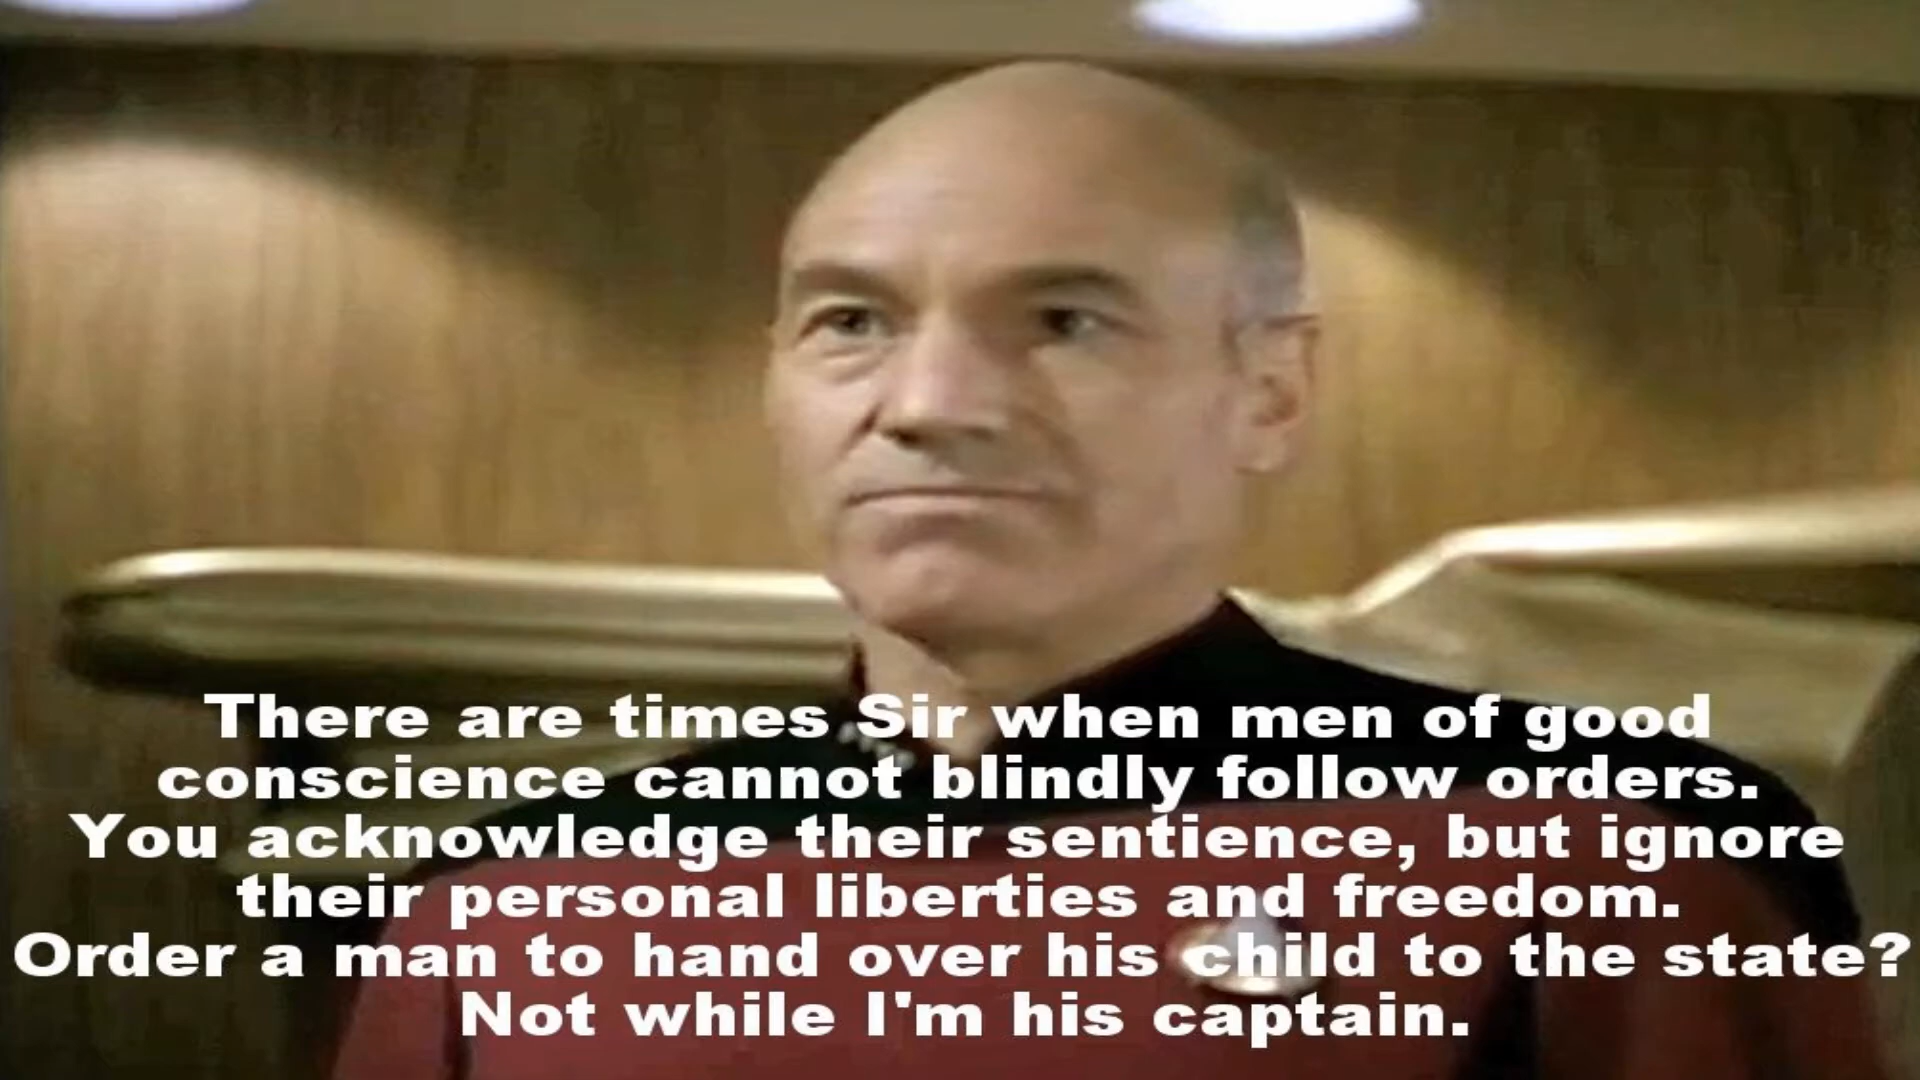 There are times Sir when men of good
conscience cannot blindly follow orders.
You acknowledge their sentience, but ignore
their personal liberties and freedom.
Order a man to hand over his child to the state?
Not while I'm his captain.